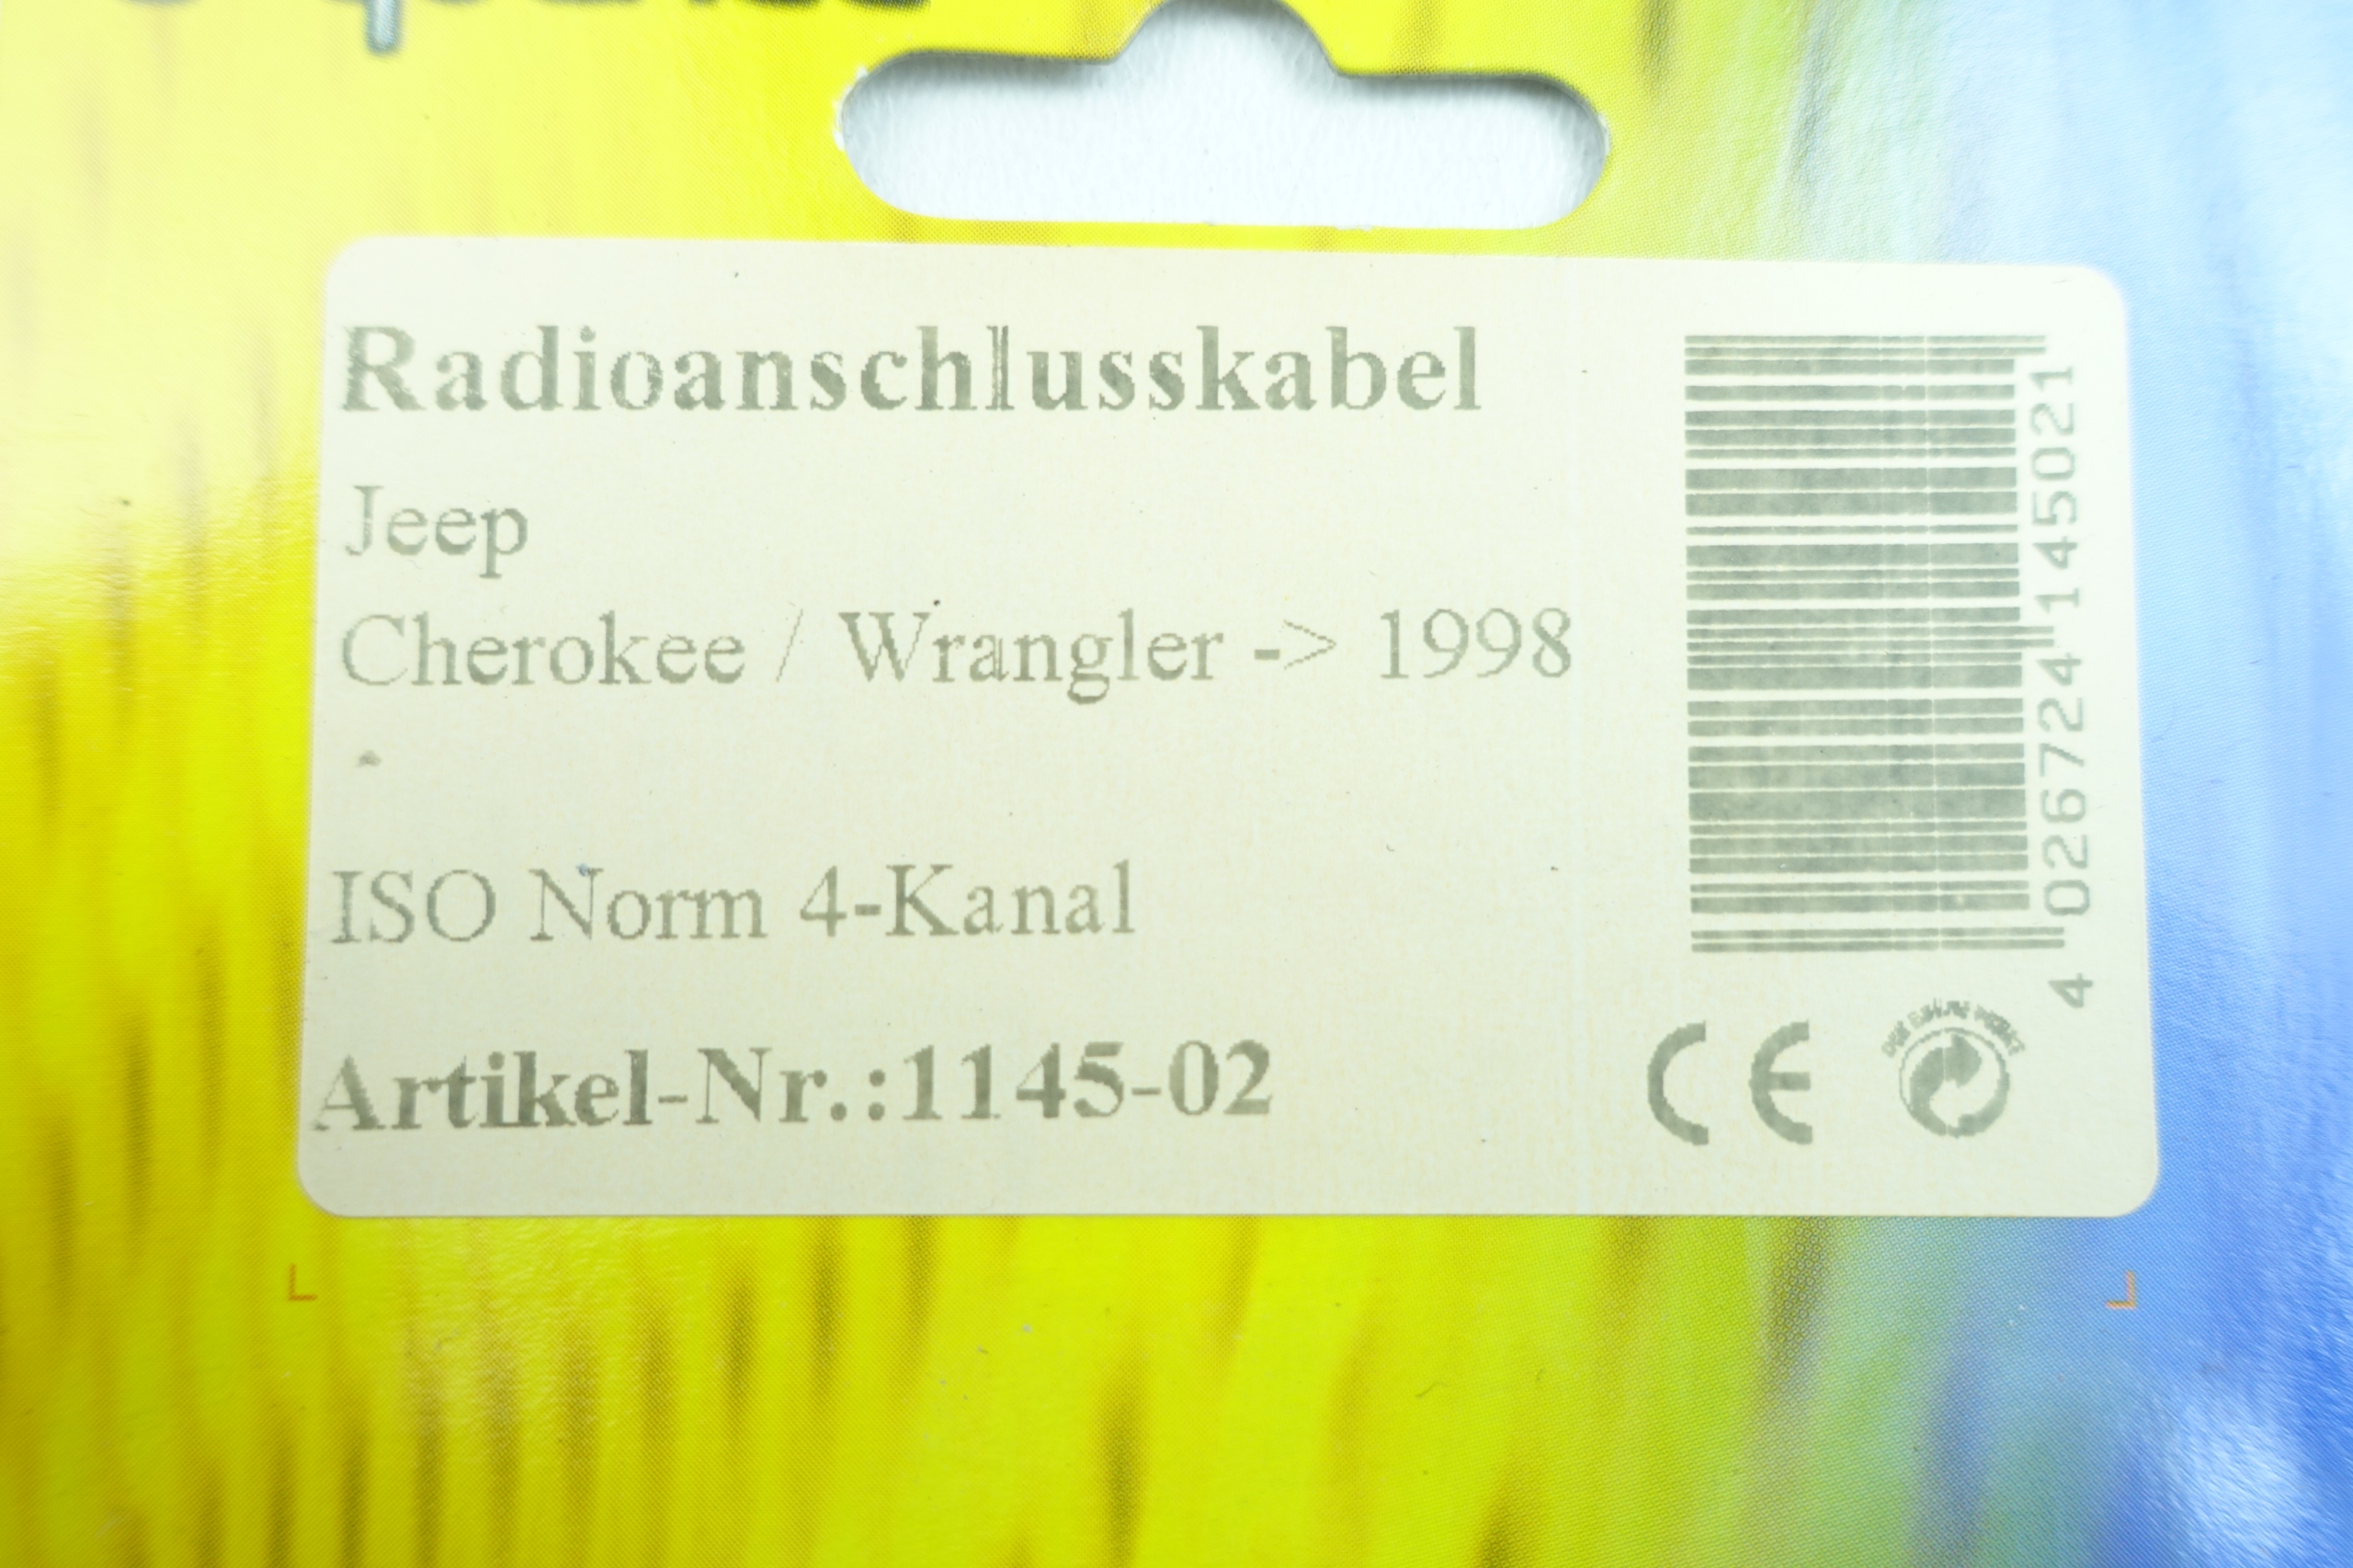 Radioanschlusskabel
Jeep
Cherokee / Wrangler -> 1998
ISO Norm 4-Kanal
Artikel-Nr.:1145-02
4 026724 145021
CE